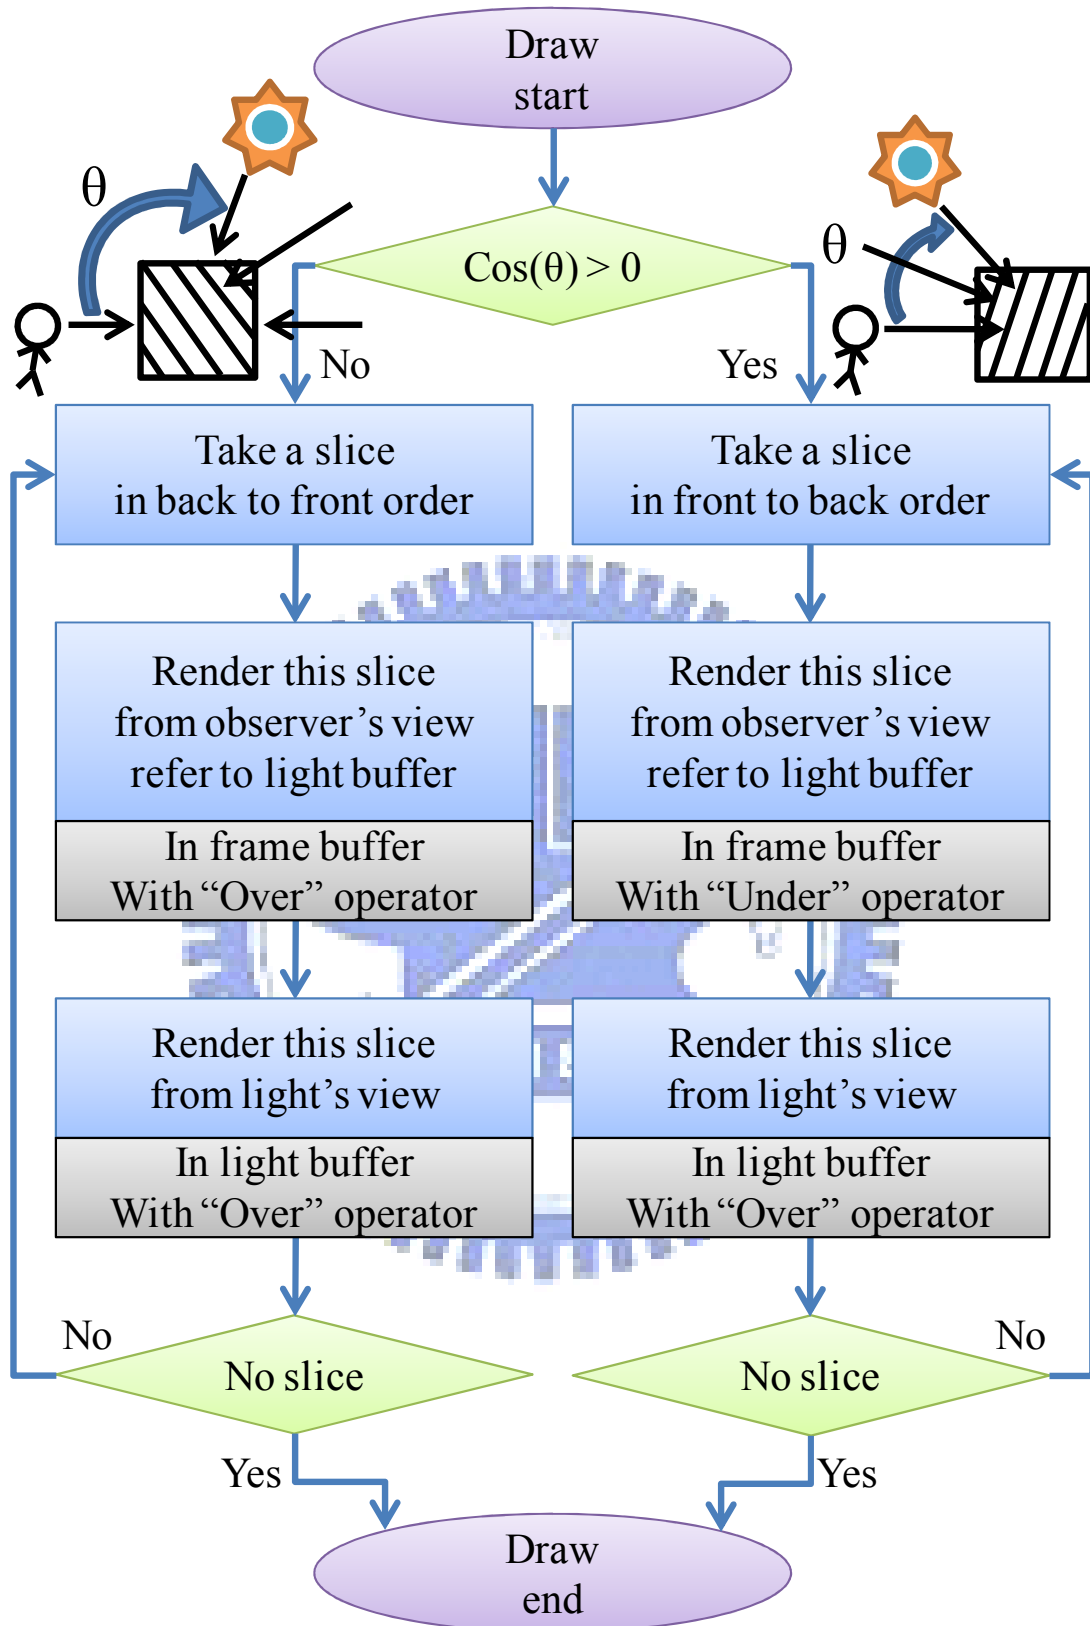 Draw
start
θ
θ
Cos(θ) > 0
No
Yes
Take a slice
in back to front order
Take a slice
in front to back order
Render this slice
from observer’s view
refer to light buffer
Render this slice
from observer’s view
refer to light buffer
In frame buffer
With “Over” operator
In frame buffer
With “Under” operator
Render this slice
from light’s view
Render this slice
from light’s view
In light buffer
With “Over” operator
In light buffer
With “Over” operator
No
No slice
No slice
No
Yes
Yes
Draw
end